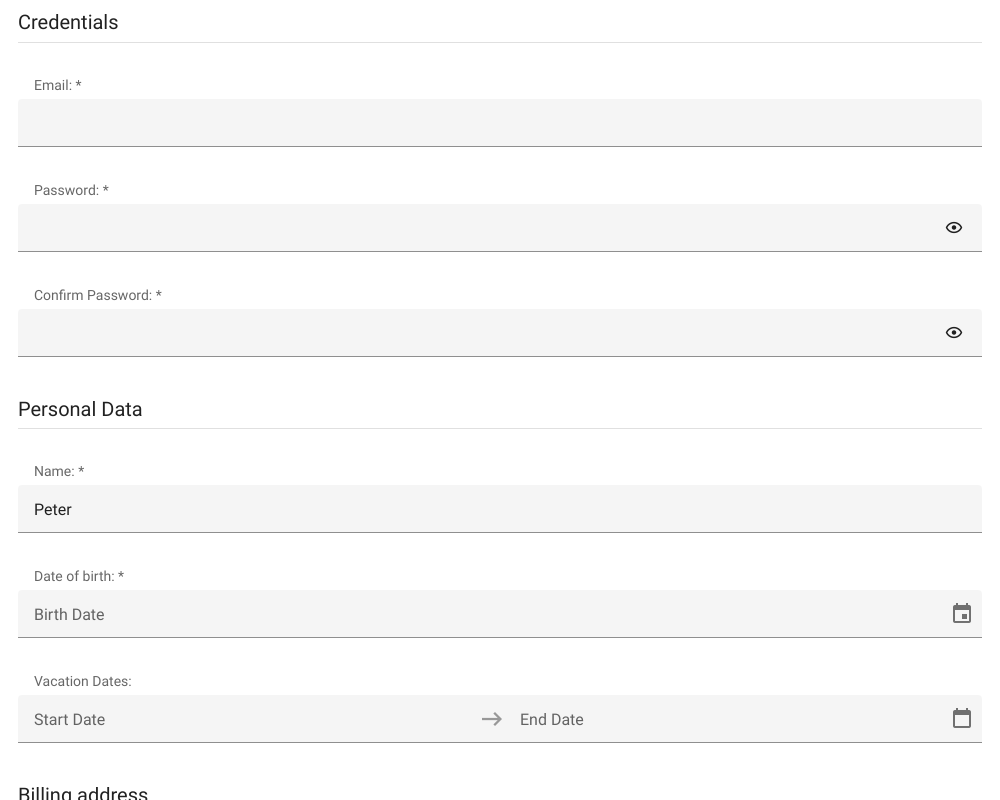 Credentials
Email: *
Password: *
Confirm Password: *
Personal Data
Name: *
Peter
Date of birth: *
Birth Date
Vacation Dates:
Start Date → End Date
Billing address